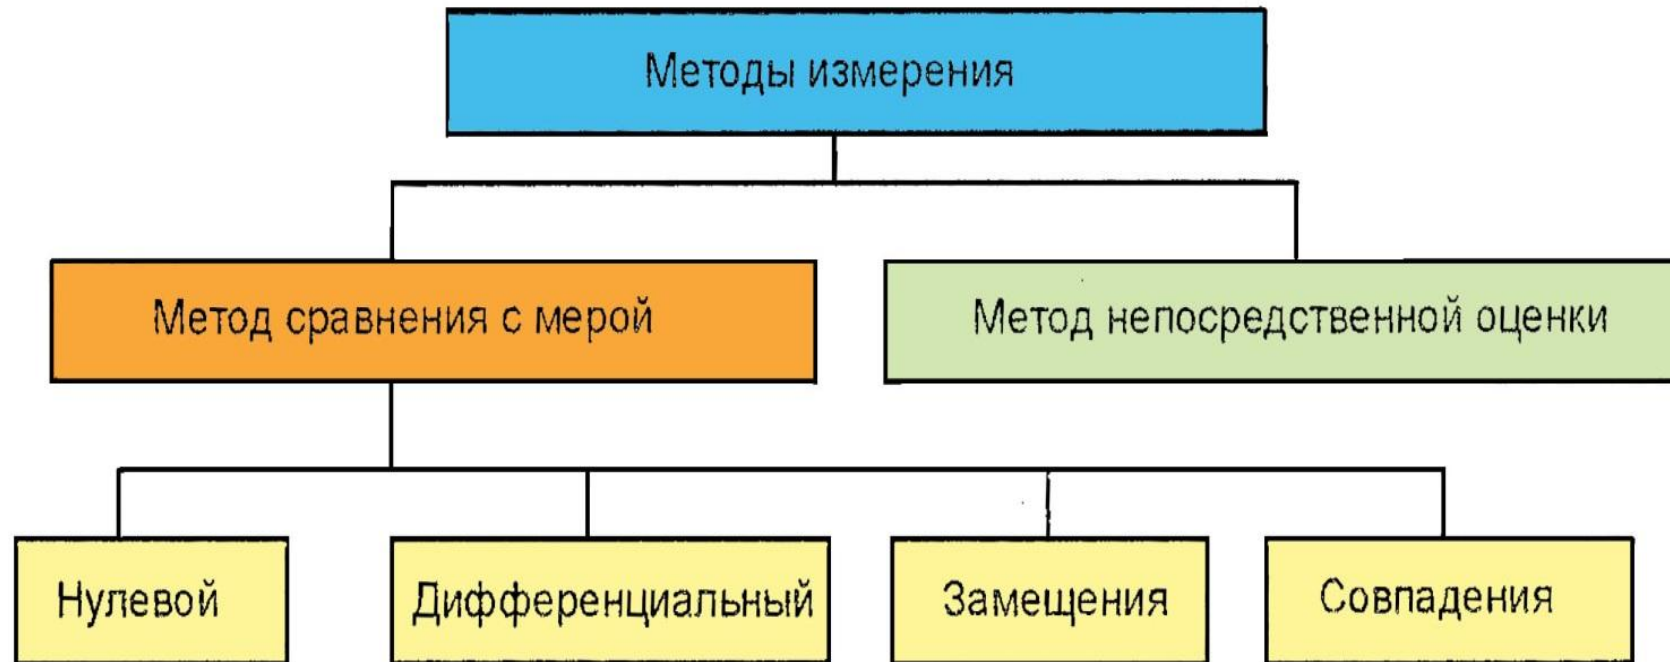 Методы измерения
Метод сравнения с мерой
Метод непосредственной оценки
Нулевой
Дифференциальный
Замещения
Совпадения